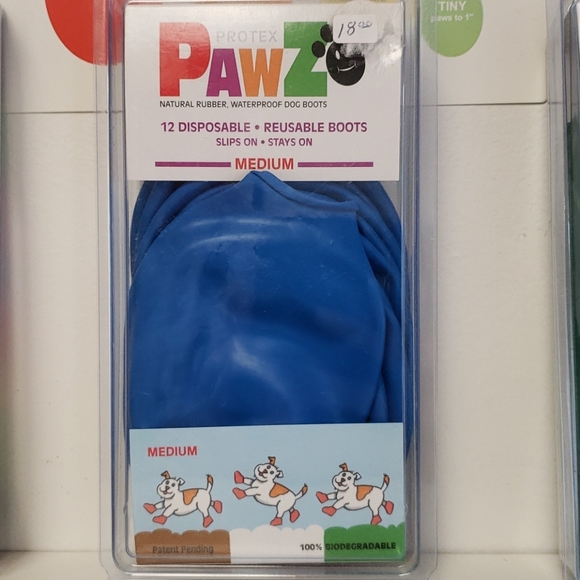 TINY
paws to 1"
PROTEX
18.00
PAWZ
NATURAL RUBBER, WATERPROOF DOG BOOTS
12 DISPOSABLE • REUSABLE BOOTS
SLIPS ON • STAYS ON
MEDIUM
MEDIUM
Patent Pending
100% BIODEGRADABLE